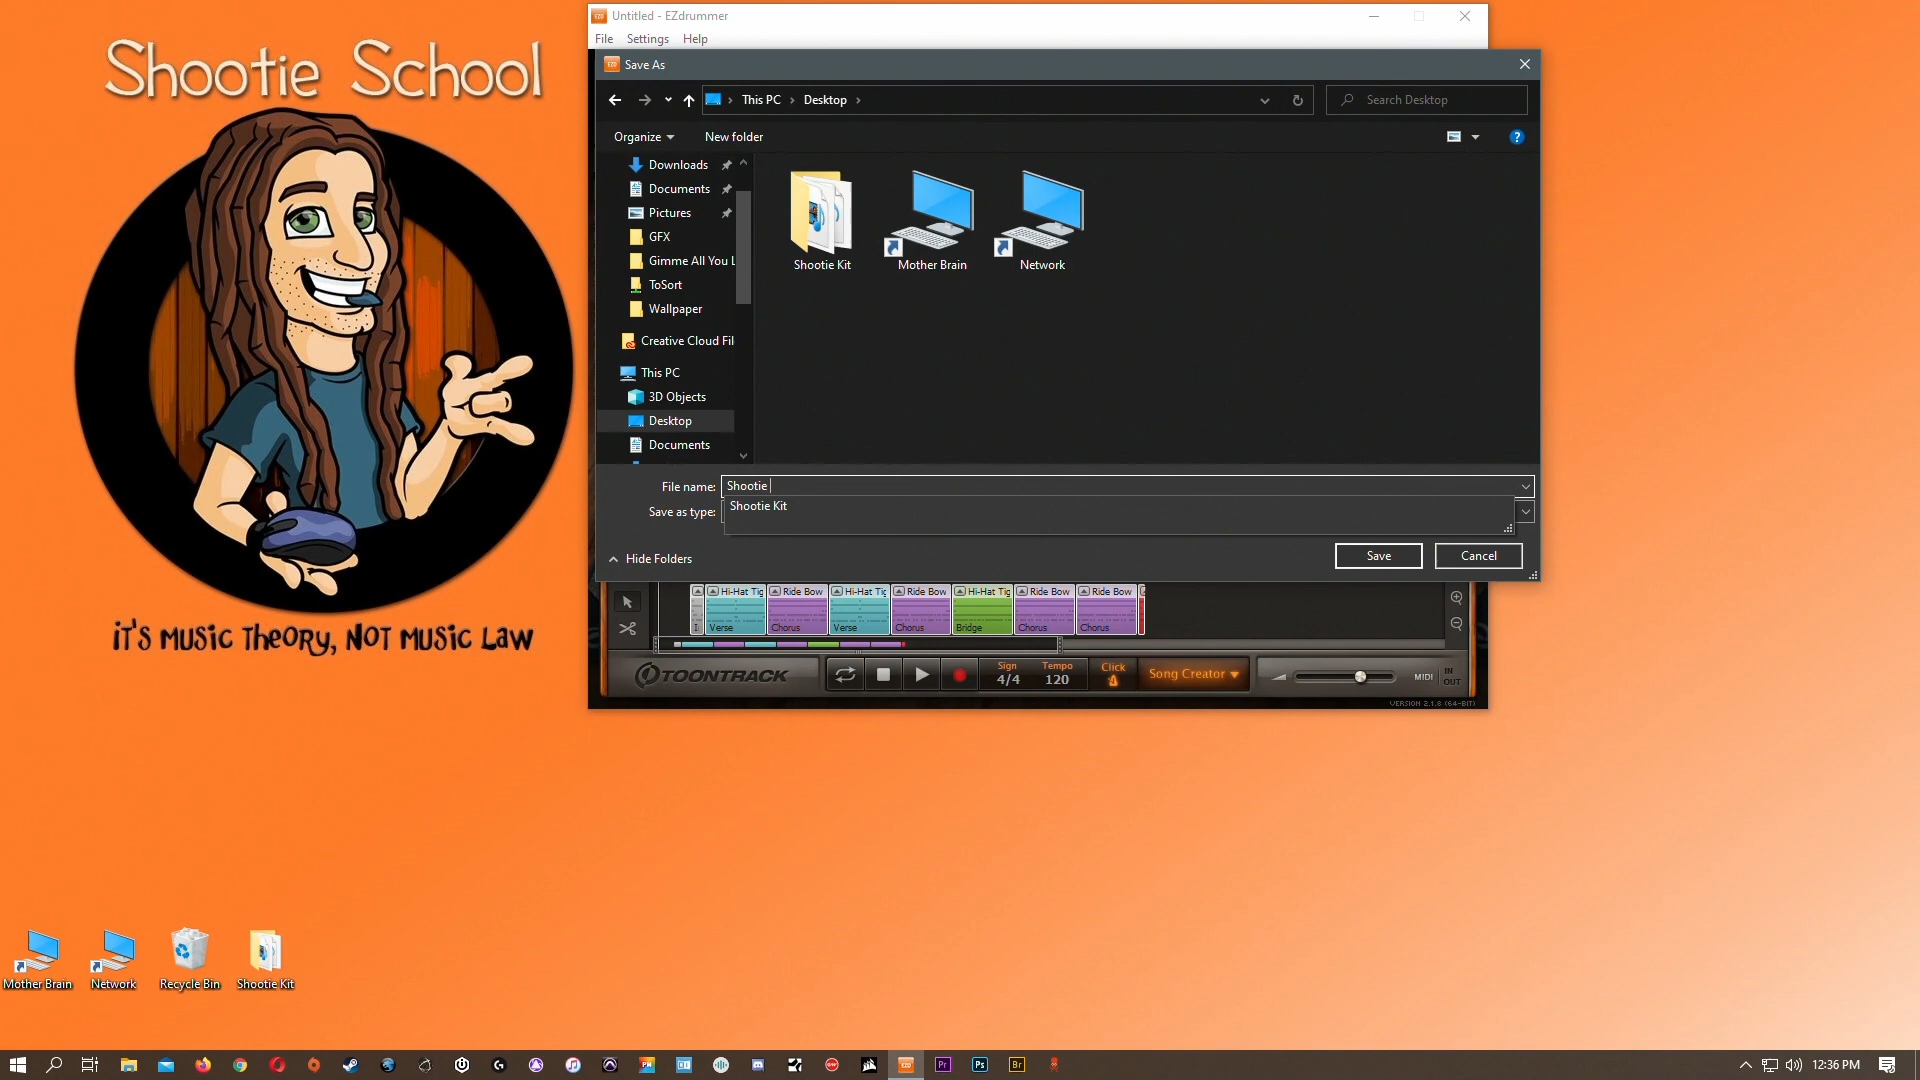 Shootie School
iT's Music Theory, Not Music Law
Untitled - EZdrummer
File Settings Help
Save As
This PC
Desktop
Search Desktop
Organize
New folder
Downloads
Documents
Pictures
GFX
Gimme All You L
ToSort
Wallpaper
Creative Cloud Fil
This PC
3D Objects
Desktop
Documents
Shootie Kit
Mother Brain
Network
File name:
Shootie
Shootie Kit
Save as type:
Hide Folders
Save
Cancel
Hi-Hat Tig
Ride Bow
Hi-Hat Tig
Ride Bow
Hi-Hat Tig
Ride Bow
Ride Bow
Verse
Chorus
Verse
Chorus
Bridge
Chorus
Chorus
TOONTRACK
Sign
4/4
Tempo
120
Click
Song Creator
MIDI
IN
OUT
VERSION 2.1.8 (64-BIT)
Mother Brain
Network
Recycle Bin
Shootie Kit
Pr
Ps
Br
12:36 PM